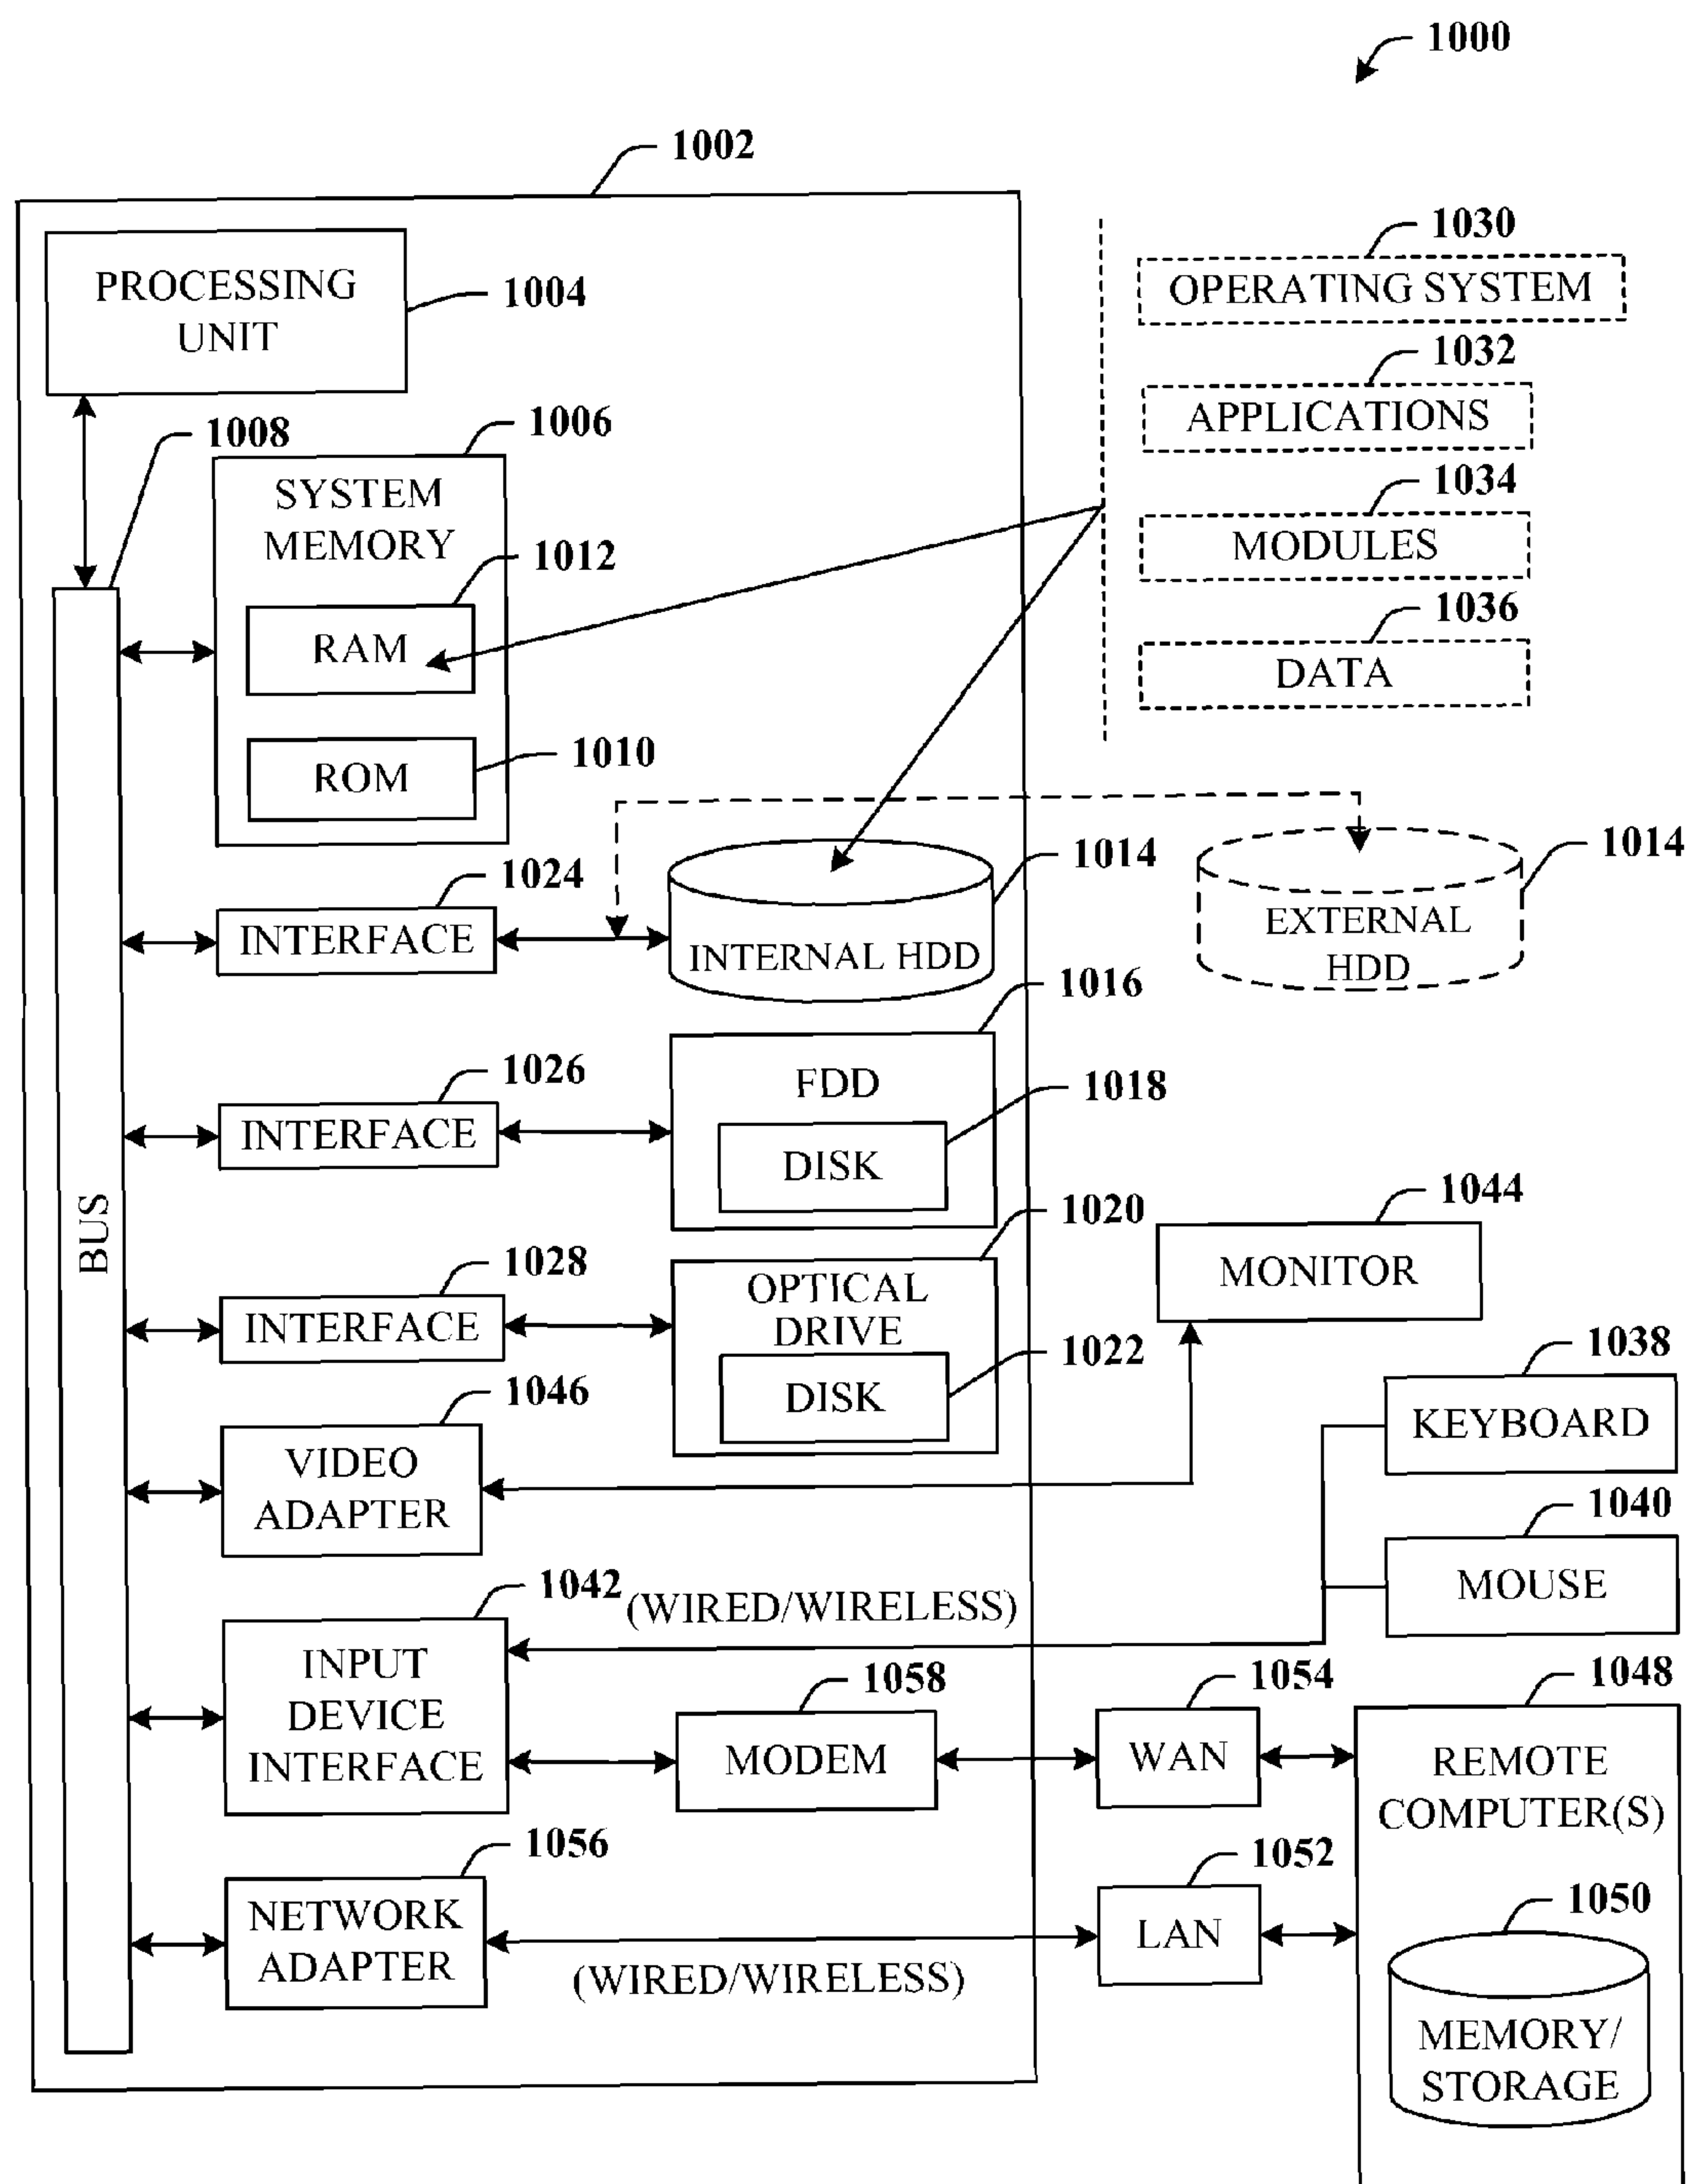 1000
1002
PROCESSING
UNIT
1004
1030
OPERATING SYSTEM
1032
APPLICATIONS
1034
MODULES
1036
DATA
1008
1006
SYSTEM
MEMORY
1012
RAM
1010
ROM
1024
INTERFACE
1014
INTERNAL HDD
1014
EXTERNAL
HDD
1016
FDD
1026
INTERFACE
1018
DISK
BUS
1020
OPTICAL
DRIVE
1028
INTERFACE
1022
DISK
1044
MONITOR
1046
VIDEO
ADAPTER
1038
KEYBOARD
1040
MOUSE
1042
(WIRED/WIRELESS)
INPUT
DEVICE
INTERFACE
1058
MODEM
1054
WAN
1048
REMOTE
COMPUTER(S)
1056
NETWORK
ADAPTER
(WIRED/WIRELESS)
1052
LAN
1050
MEMORY/
STORAGE